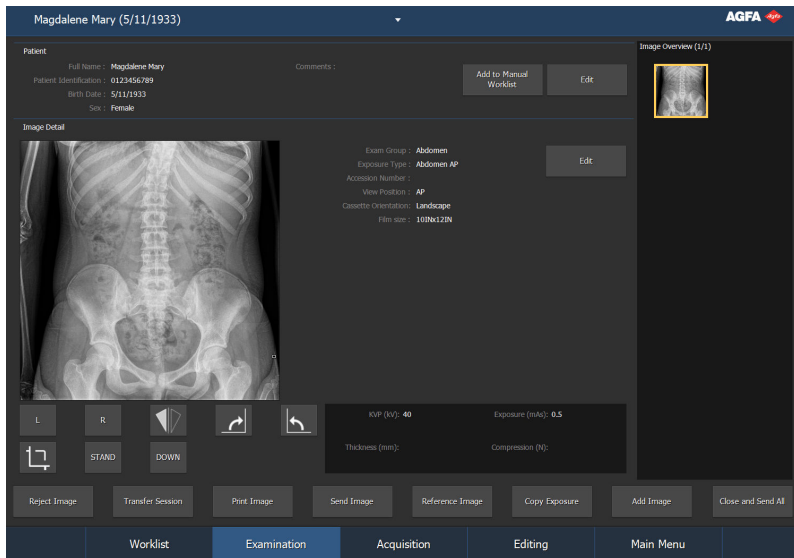 Magdalene Mary (5/11/1933)
AGFA Agfa
Patient
Full Name : Magdalene Mary
Comments :
Patient Identification : 0123456789
Birth Date : 5/11/1933
Sex : Female
Add to Manual
Worklist
Edit
Image Overview (1/1)
Image Detail
Exam Group : Abdomen
Exposure Type : Abdomen AP
Accession Number :
View Position : AP
Cassette Orientation: Landscape
Film size : 10INx12IN
Edit
L
R
STAND
DOWN
KVP (kV): 40
Exposure (mAs): 0.5
Thickness (mm):
Compression (N):
Reject Image
Transfer Session
Print Image
Send Image
Reference Image
Copy Exposure
Add Image
Close and Send All
Worklist
Examination
Acquisition
Editing
Main Menu